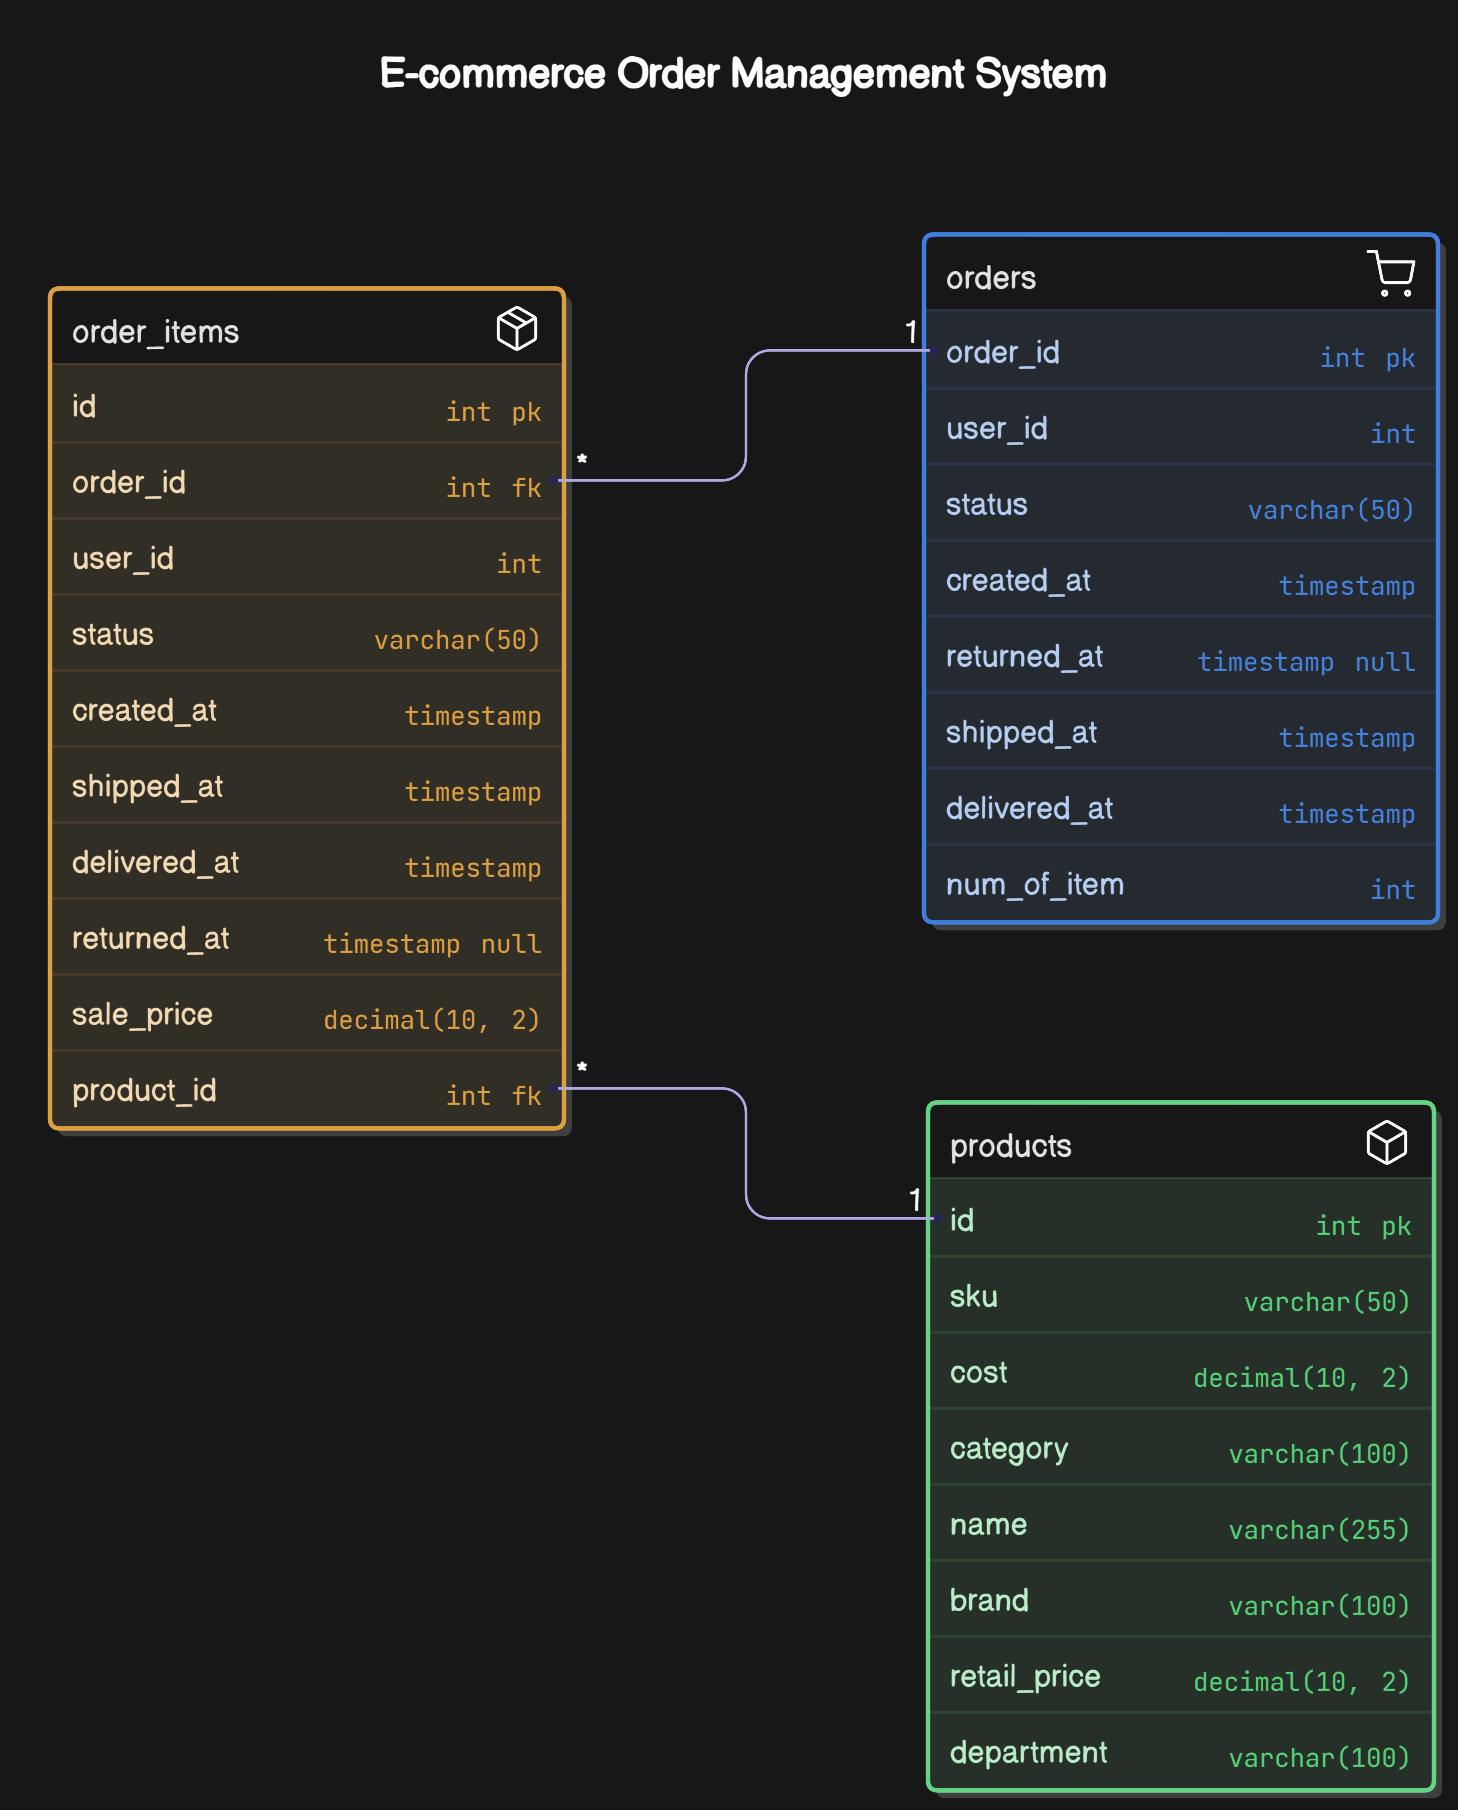 E-commerce Order Management System
order_items
id int pk
order_id int fk
user_id int
status varchar(50)
created_at timestamp
shipped_at timestamp
delivered_at timestamp
returned_at timestamp null
sale_price decimal(10, 2)
product_id int fk
*
*
1
1
orders
order_id int pk
user_id int
status varchar(50)
created_at timestamp
returned_at timestamp null
shipped_at timestamp
delivered_at timestamp
num_of_item int
products
id int pk
sku varchar(50)
cost decimal(10, 2)
category varchar(100)
name varchar(255)
brand varchar(100)
retail_price decimal(10, 2)
department varchar(100)